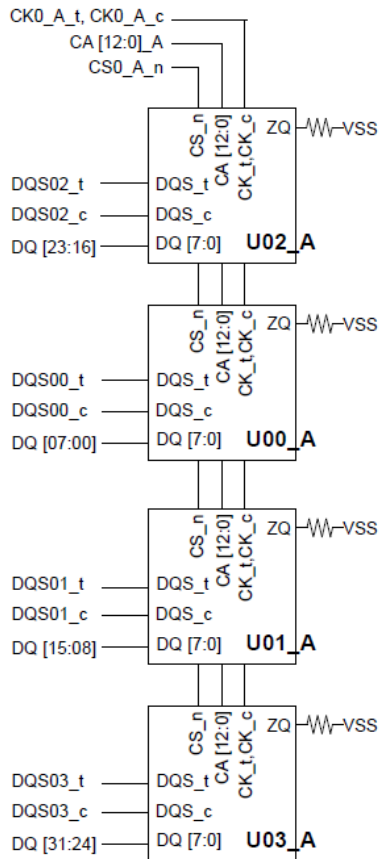 CK0_A_t, CK0_A_c
CA [12:0]_A
CS0_A_n
CS_n
CA [12:0]
CK_t,CK_c
ZQ
VSS
DQS02_t
DQS_t
DQS02_c
DQS_c
DQ [23:16]
DQ [7:0]
U02_A
CS_n
CA [12:0]
CK_t,CK_c
ZQ
VSS
DQS00_t
DQS_t
DQS00_c
DQS_c
DQ [07:00]
DQ [7:0]
U00_A
CS_n
CA [12:0]
CK_t,CK_c
ZQ
VSS
DQS01_t
DQS_t
DQS01_c
DQS_c
DQ [15:08]
DQ [7:0]
U01_A
CS_n
CA [12:0]
CK_t,CK_c
ZQ
VSS
DQS03_t
DQS_t
DQS03_c
DQS_c
DQ [31:24]
DQ [7:0]
U03_A